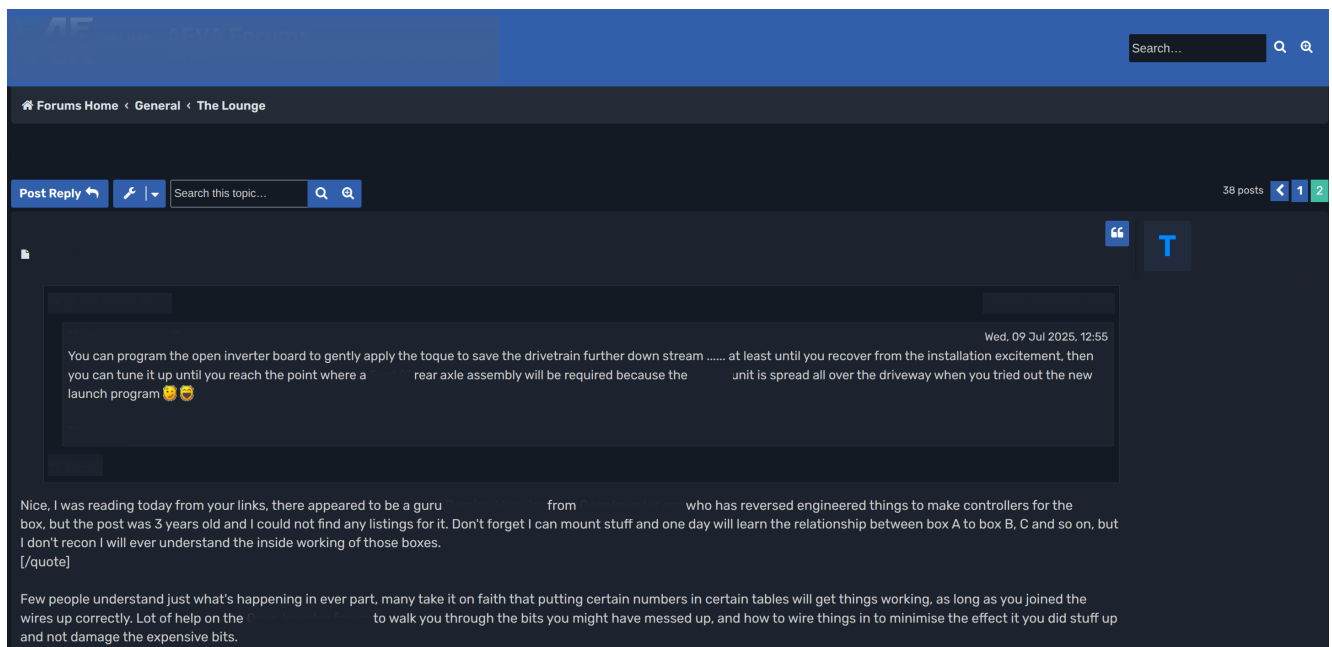 AEVA Forums
Search…
Forums Home ‹ General ‹ The Lounge
Post Reply
Search this topic…
38 posts
1
2
T
Wed, 09 Jul 2025, 12:55
You can program the open inverter board to gently apply the toque to save the drivetrain further down stream ...... at least until you recover from the installation excitement, then
you can tune it up until you reach the point where a rear axle assembly will be required because the unit is spread all over the driveway when you tried out the new
launch program
Nice, I was reading today from your links, there appeared to be a guru from who has reversed engineered things to make controllers for the
box, but the post was 3 years old and I could not find any listings for it. Don't forget I can mount stuff and one day will learn the relationship between box A to box B, C and so on, but
I don't recon I will ever understand the inside working of those boxes.
[/quote]
Few people understand just what's happening in ever part, many take it on faith that putting certain numbers in certain tables will get things working, as long as you joined the
wires up correctly. Lot of help on the to walk you through the bits you might have messed up, and how to wire things in to minimise the effect it you did stuff up
and not damage the expensive bits.